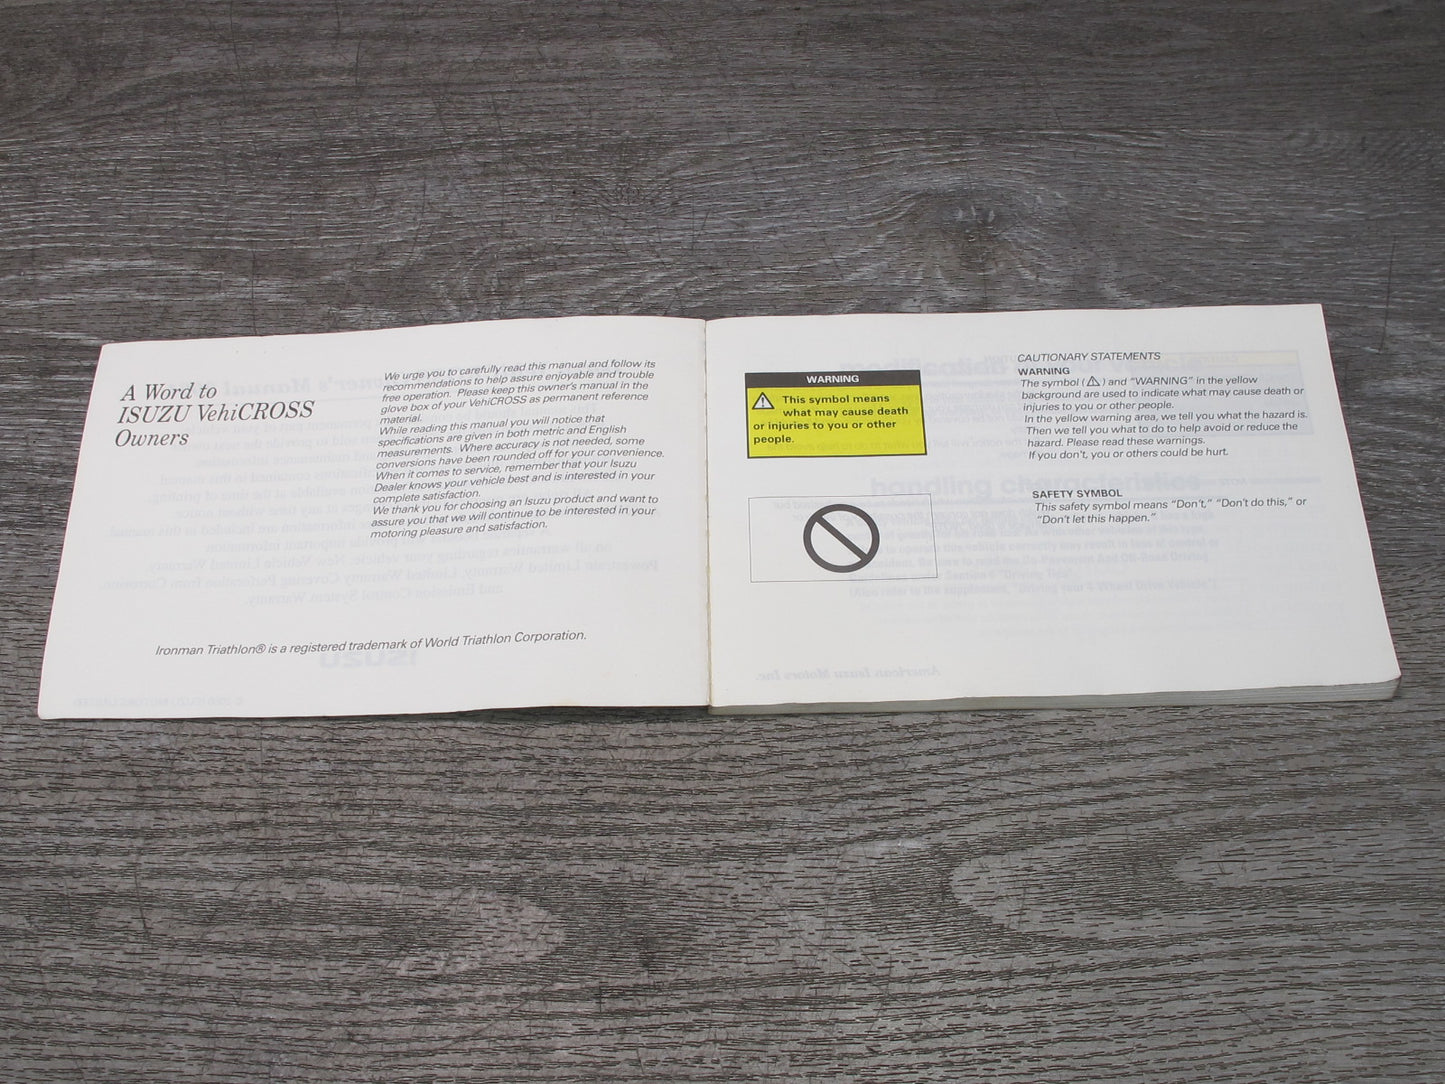 A Word to
ISUZU VehiCROSS
Owners
We urge you to carefully read this manual and follow its
recommendations to help assure enjoyable and trouble
free operation. Please keep this owner's manual in the
glove box of your VehiCROSS as permanent reference
material.
While reading this manual you will notice that
specifications are given in both metric and English
measurements. Where accuracy is not needed, some
conversions have been rounded off for your convenience.
When it comes to service, remember that your Isuzu
Dealer knows your vehicle best and is interested in your
complete satisfaction.
We thank you for choosing an Isuzu product and want to
assure you that we will continue to be interested in your
motoring pleasure and satisfaction.
Ironman Triathlon® is a registered trademark of World Triathlon Corporation.
WARNING
This symbol means
what may cause death
or injuries to you or other
people.
CAUTIONARY STATEMENTS
WARNING
The symbol (⚠) and “WARNING” in the yellow
background are used to indicate what may cause death or
injuries to you or other people.
In the yellow warning area, we tell you what the hazard is.
Then we tell you what to do to help avoid or reduce the
hazard. Please read these warnings.
If you don't, you or others could be hurt.
SAFETY SYMBOL
This safety symbol means “Don't,” “Don't do this,” or
“Don't let this happen.”